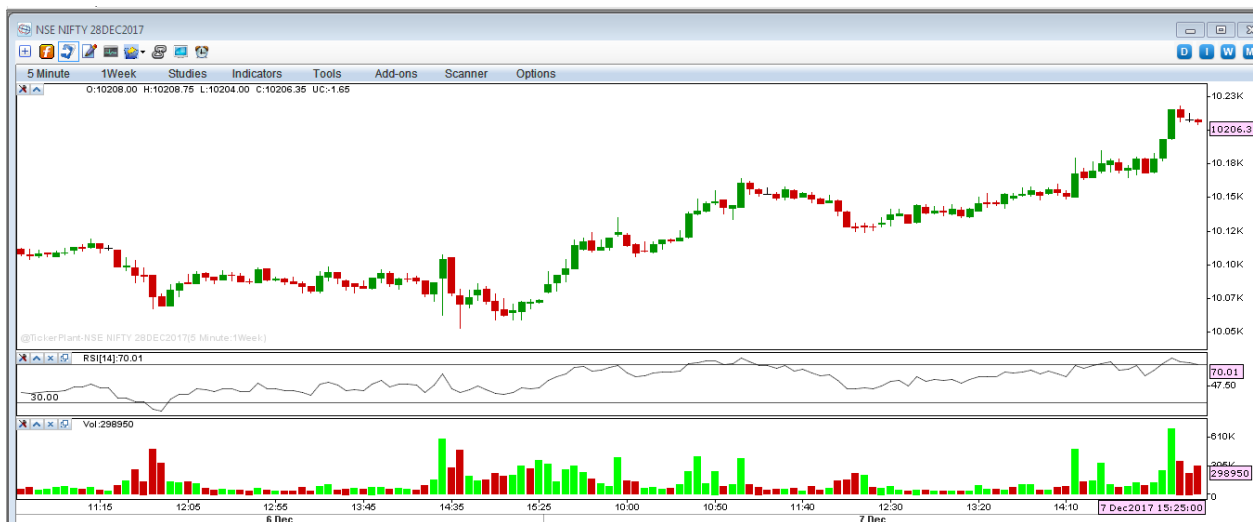 NSE NIFTY 28DEC2017
D I W M
5 Minute 1Week Studies Indicators Tools Add-ons Scanner Options
O:10208.00 H:10208.75 L:10204.00 C:10206.35 UC:-1.65
10.23K
10206.3
10.18K
10.15K
10.12K
10.10K
10.07K
10.05K
@TickerPlant-NSE NIFTY 28DEC2017(5 Minute:1Week)
RSI[14]:70.01
70.01
47.50
30.00
Vol:298950
610K
305K
298950
0
11:15 12:05 12:55 13:45 14:35 15:25 10:00 10:50 11:40 12:30 13:20 14:10 7 Dec2017 15:25:00
6 Dec 7 Dec